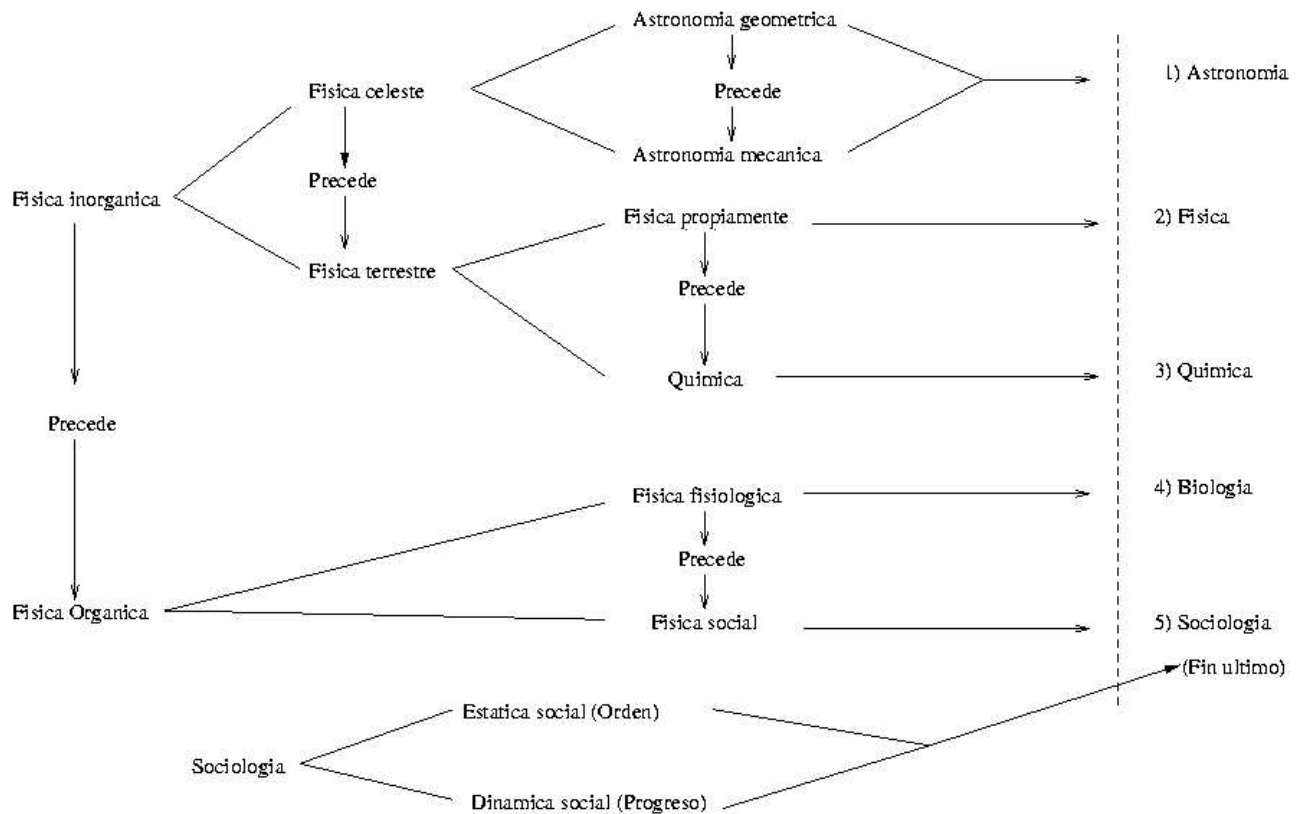 Astronomia geometrica
1) Astronomia
Fisica celeste
Precede
Astronomia mecanica
Precede
Fisica inorganica
Fisica propiamente
2) Fisica
Fisica terrestre
Precede
Quimica
3) Quimica
Precede
Fisica fisiologica
4) Biologia
Precede
Fisica Organica
Fisica social
5) Sociologia
(Fin ultimo)
Estatica social (Orden)
Sociologia
Dinamica social (Progreso)